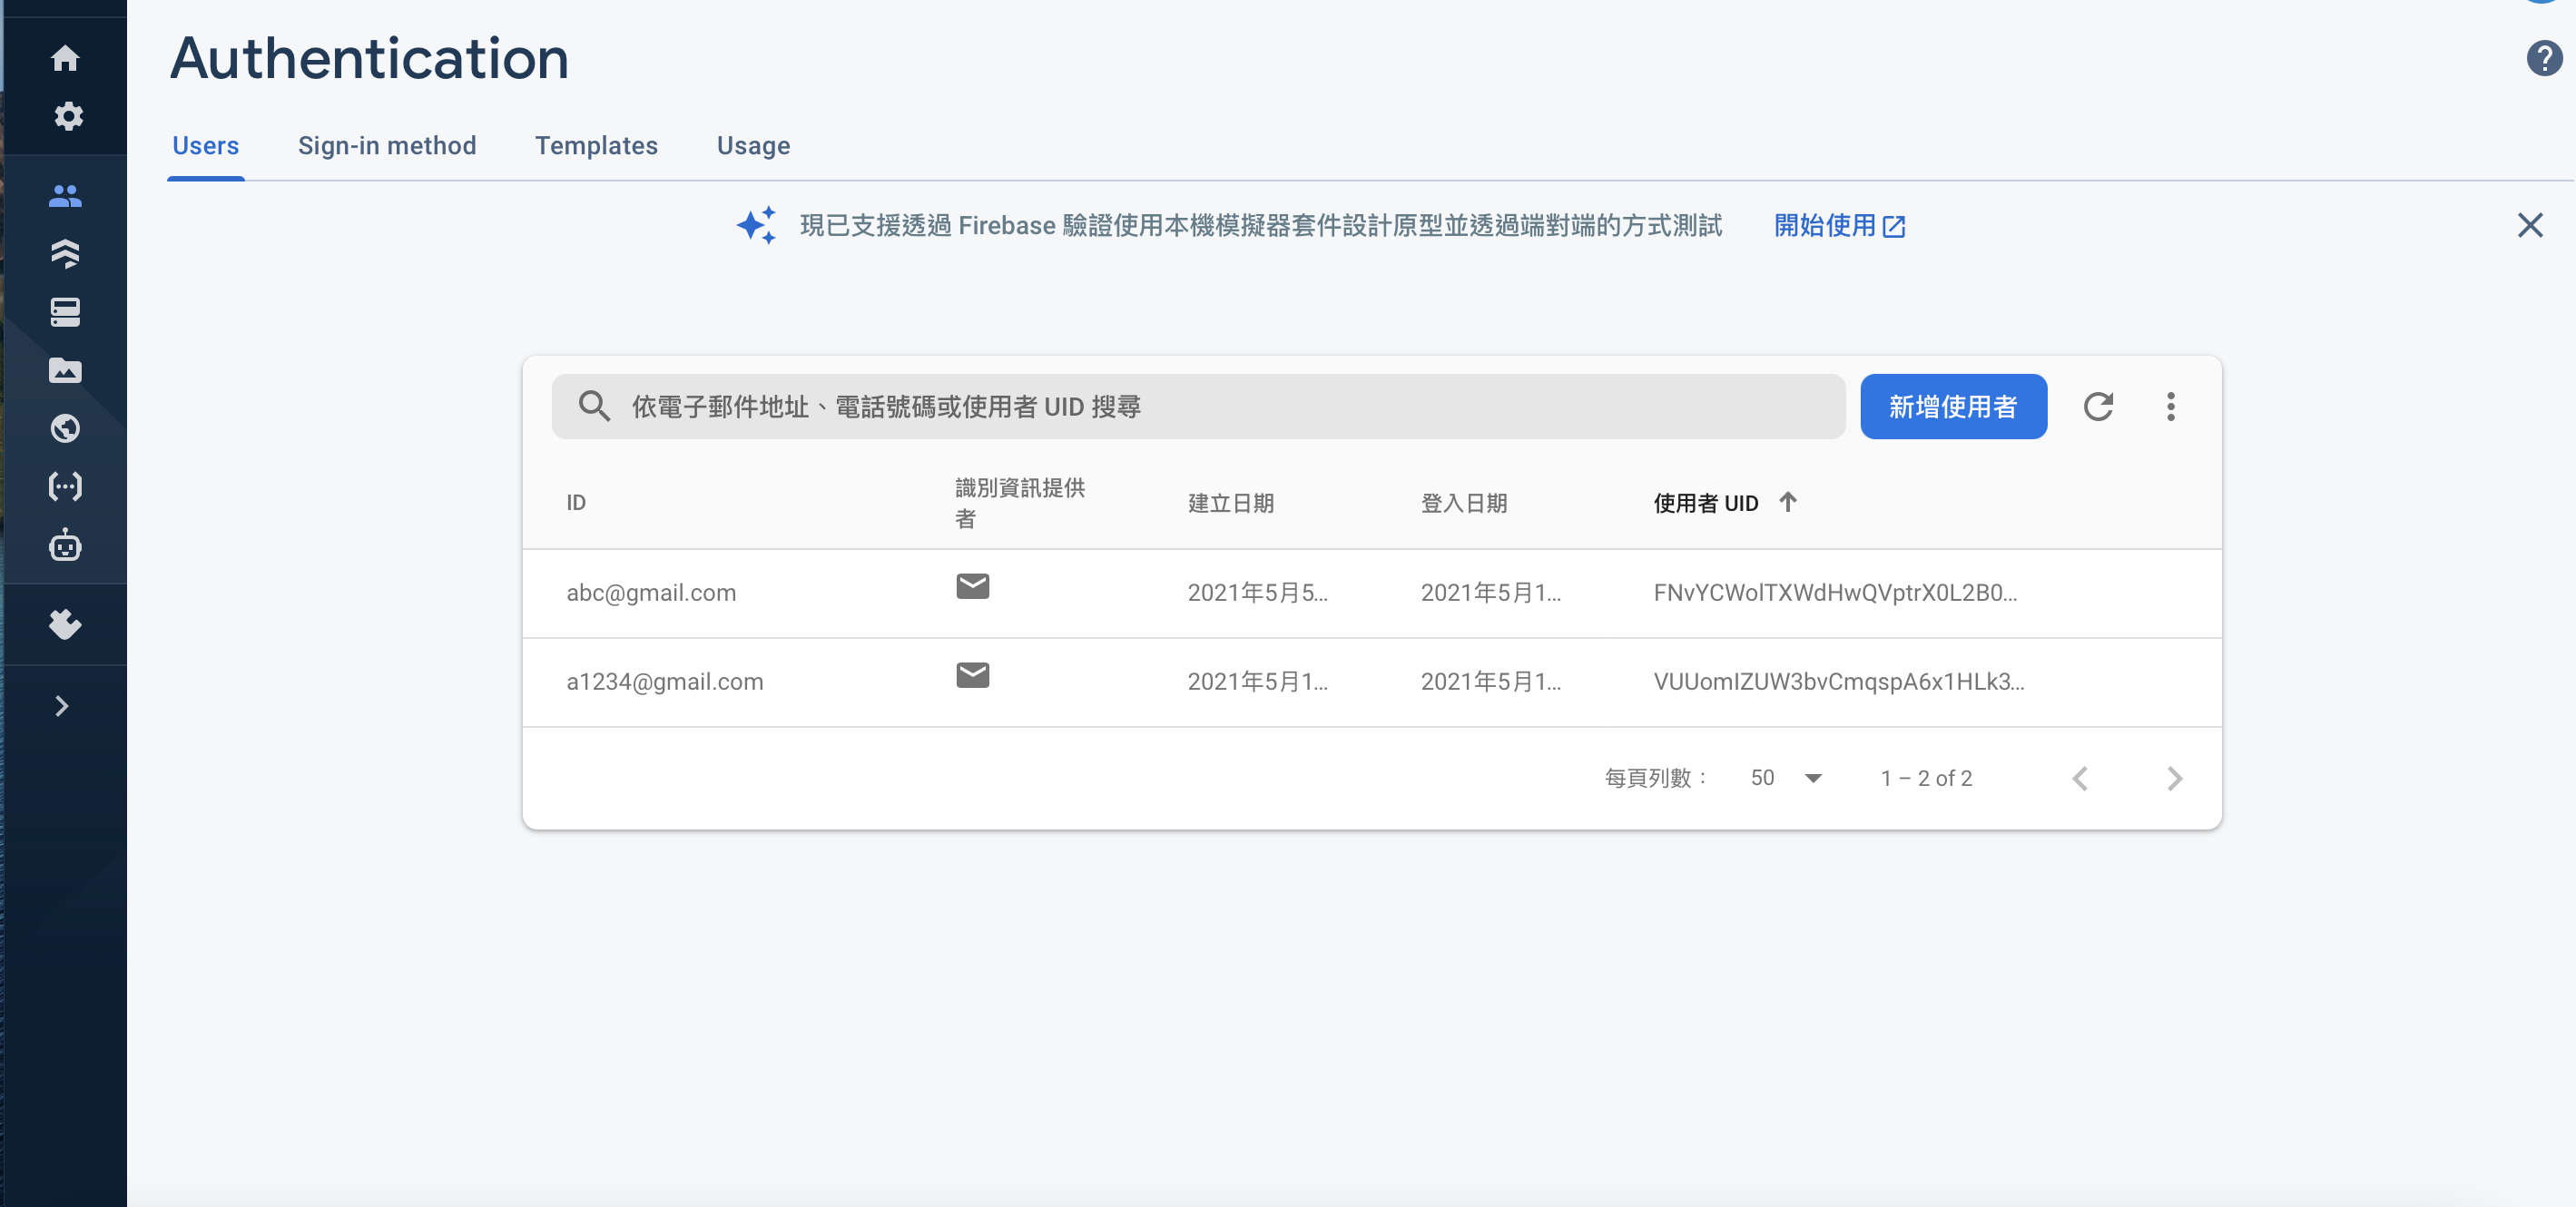 Authentication
Users Sign-in method Templates Usage
現已支援透過 Firebase 驗證使用本機模擬器套件設計原型並透過端對端的方式測試 開始使用
依電子郵件地址、電話號碼或使用者 UID 搜尋 新增使用者
ID 識別資訊提供者 建立日期 登入日期 使用者 UID
abc@gmail.com 2021年5月5... 2021年5月1... FNvYCWolTXWdHwQVptrX0L2B0...
a1234@gmail.com 2021年5月1... 2021年5月1... VUUomIZUW3bvCmqspA6x1HLk3...
每頁列數： 50 1 – 2 of 2